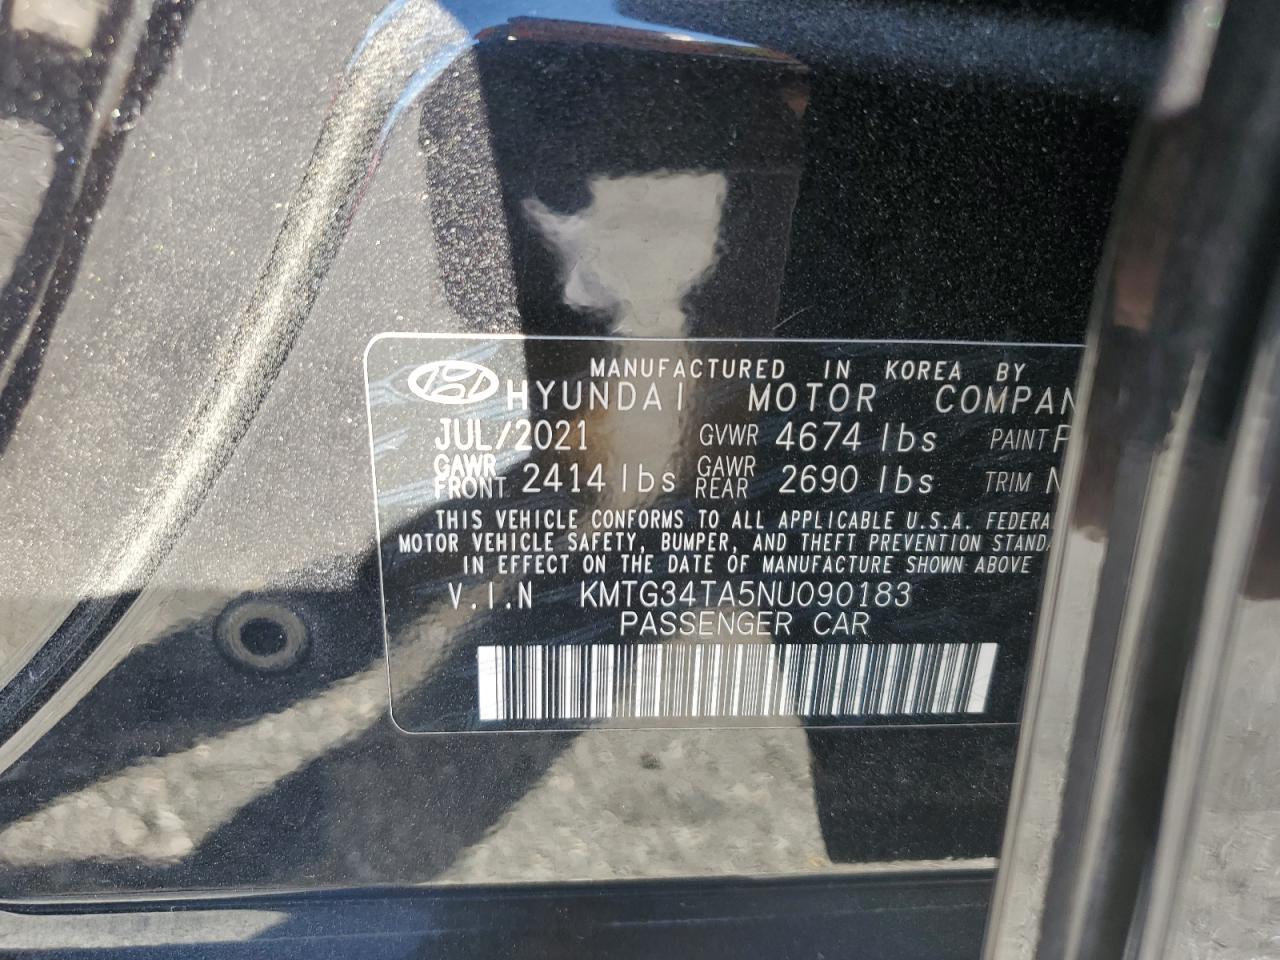 MANUFACTURED IN KOREA BY
HYUNDAI MOTOR COMPAN
JUL/2021 GVWR 4674 lbs PAINT
GAWR FRONT 2414 lbs GAWR REAR 2690 lbs TRIM N
THIS VEHICLE CONFORMS TO ALL APPLICABLE U.S.A. FEDERA
MOTOR VEHICLE SAFETY, BUMPER, AND THEFT PREVENTION STANDA
IN EFFECT ON THE DATE OF MANUFACTURE SHOWN ABOVE
V.I.N KMTG34TA5NU090183
PASSENGER CAR